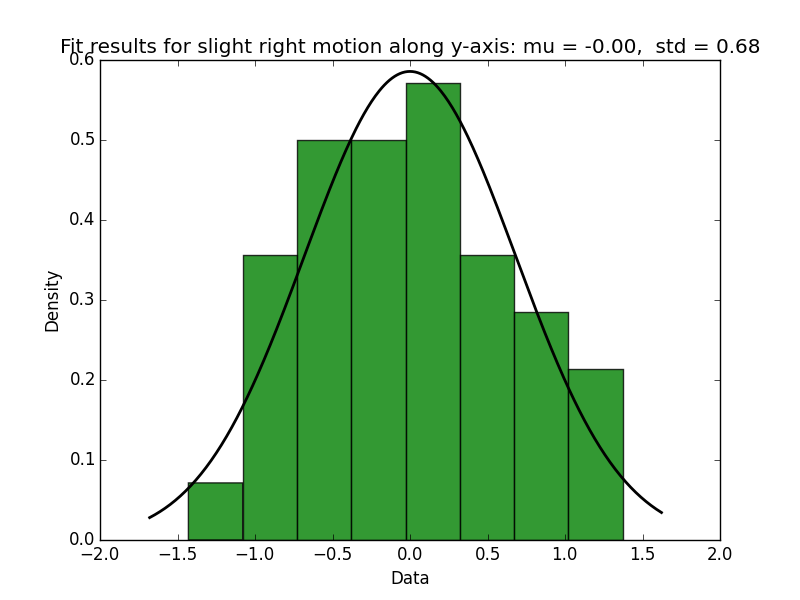 Fit results for slight right motion along y-axis: mu = -0.00,  std = 0.68
0.6
0.5
0.4
0.3
0.2
0.1
0.0
Density
−2.0 −1.5 −1.0 −0.5 0.0 0.5 1.0 1.5 2.0
Data